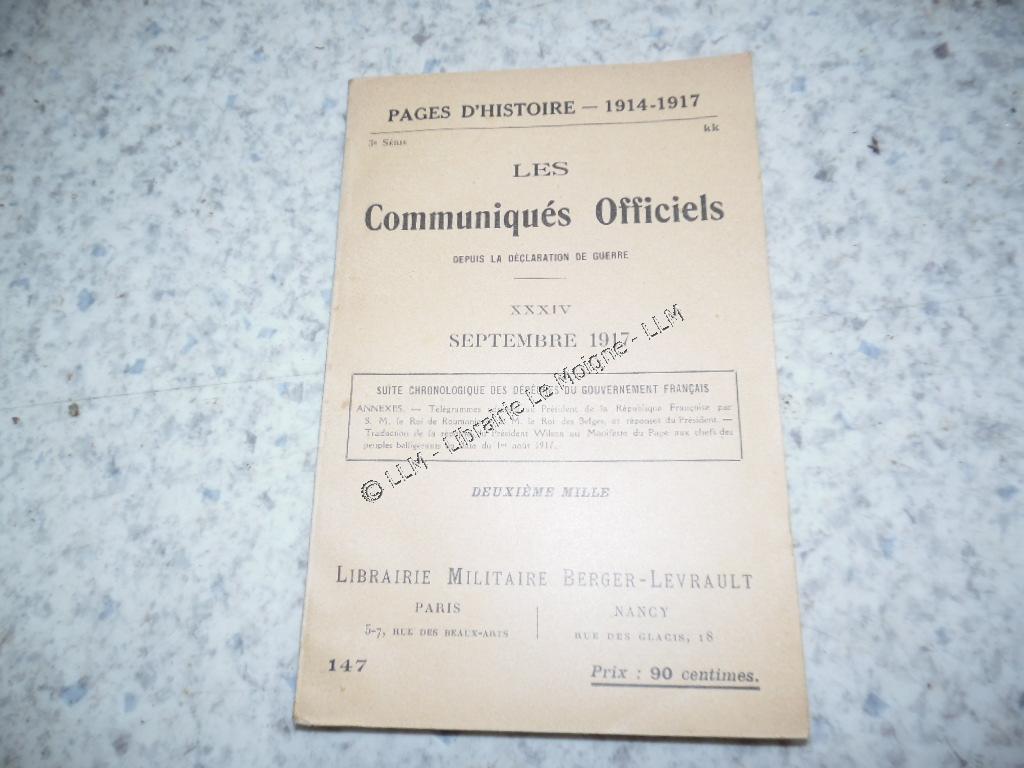 PAGES D'HISTOIRE — 1914-1917
3e Série
kk
LES
Communiqués Officiels
DEPUIS LA DÉCLARATION DE GUERRE
XXXIV
SEPTEMBRE 1917
SUITE CHRONOLOGIQUE DES DÉPÊCHES DU GOUVERNEMENT FRANÇAIS
ANNEXES. — Télégrammes au Président de la République Française par
S. M. le Roi de Roumanie M. le Roi des Belges, et réponses du Président. —
Traduction de la Président Wilson au Manifeste du Pape aux chefs des
peuples belligérants du 1er août 1917.
© LLM - Librairie Le Moigne - LLM
DEUXIÈME MILLE
LIBRAIRIE MILITAIRE BERGER-LEVRAULT
PARIS
5-7, RUE DES BEAUX-ARTS
NANCY
RUE DES GLACIS, 18
147
Prix : 90 centimes.